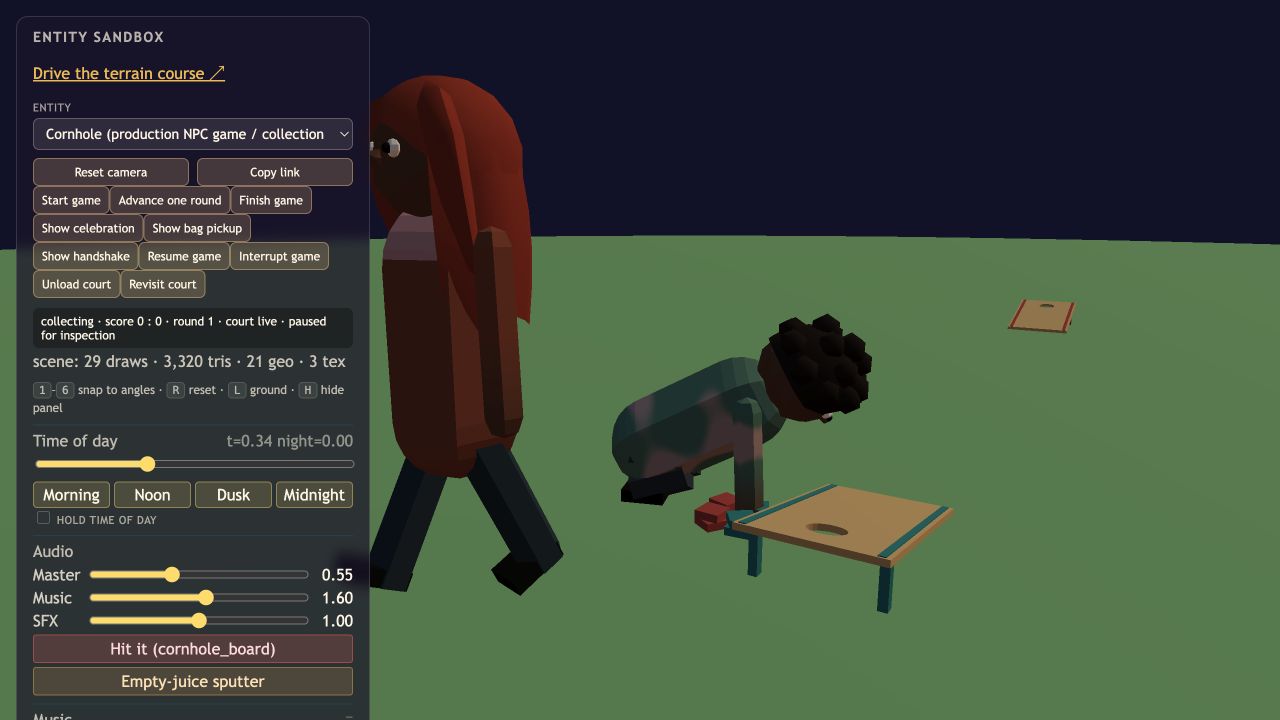 ENTITY SANDBOX
Drive the terrain course ↗
ENTITY
Cornhole (production NPC game / collection
Reset camera Copy link
Start game Advance one round Finish game
Show celebration Show bag pickup
Show handshake Resume game Interrupt game
Unload court Revisit court
collecting · score 0 : 0 · round 1 · court live · paused
for inspection
scene: 29 draws · 3,320 tris · 21 geo · 3 tex
1-6 snap to angles · R reset · L ground · H hide
panel
Time of day t=0.34 night=0.00
Morning Noon Dusk Midnight
HOLD TIME OF DAY
Audio
Master 0.55
Music 1.60
SFX 1.00
Hit it (cornhole_board)
Empty-juice sputter
Music –